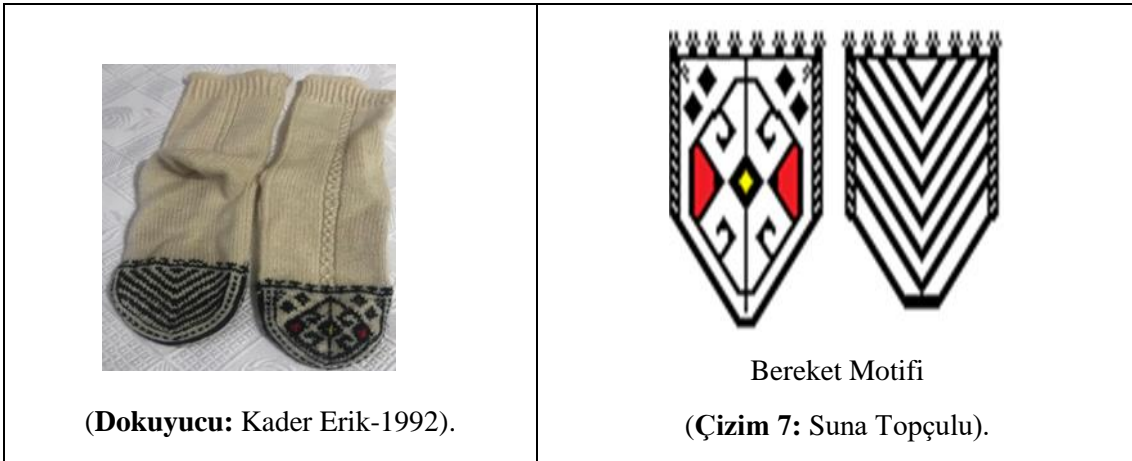 (Dokuyucu: Kader Erik-1992).
Bereket Motifi
(Çizim 7: Suna Topçulu).